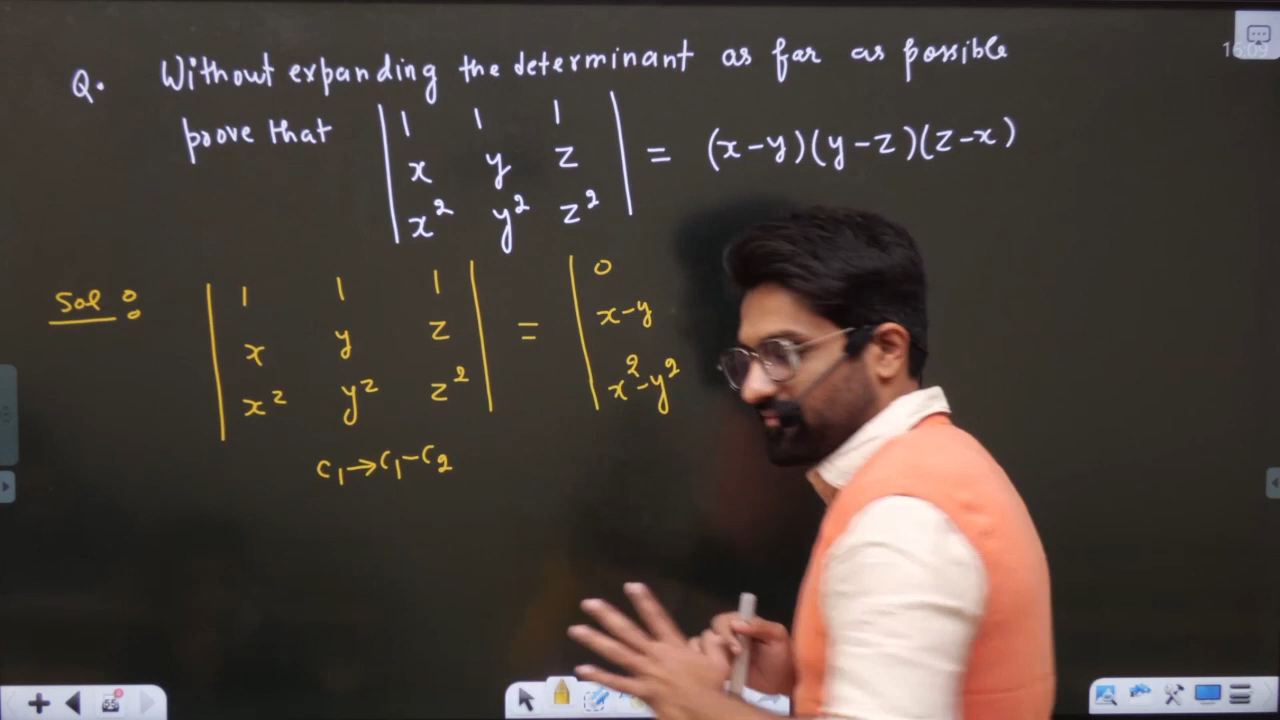 Q. Without expanding the determinant as far as possible
prove that | 1 1 1 | = (x-y)(y-z)(z-x)
| x y z |
| x² y² z² |
Sol: | 1 1 1 | = | 0
| x y z | | x-y
| x² y² z² | | x²-y²
C₁→C₁-C₂